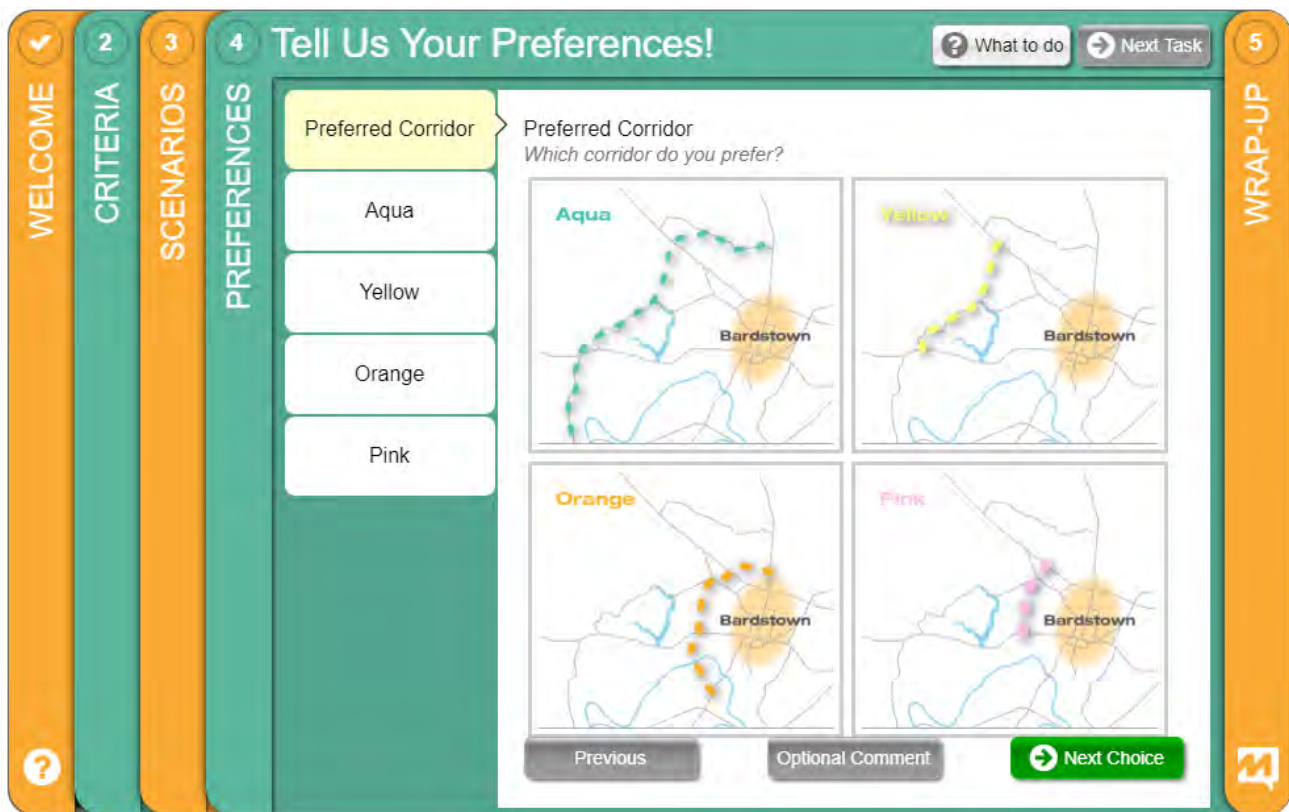 WELCOME
2
CRITERIA
3
SCENARIOS
4
PREFERENCES
Tell Us Your Preferences!
? What to do
Next Task
5
WRAP-UP
Preferred Corridor
Aqua
Yellow
Orange
Pink
Preferred Corridor
Which corridor do you prefer?
Aqua
Bardstown
Yellow
Bardstown
Orange
Bardstown
Pink
Bardstown
Previous
Optional Comment
Next Choice
?